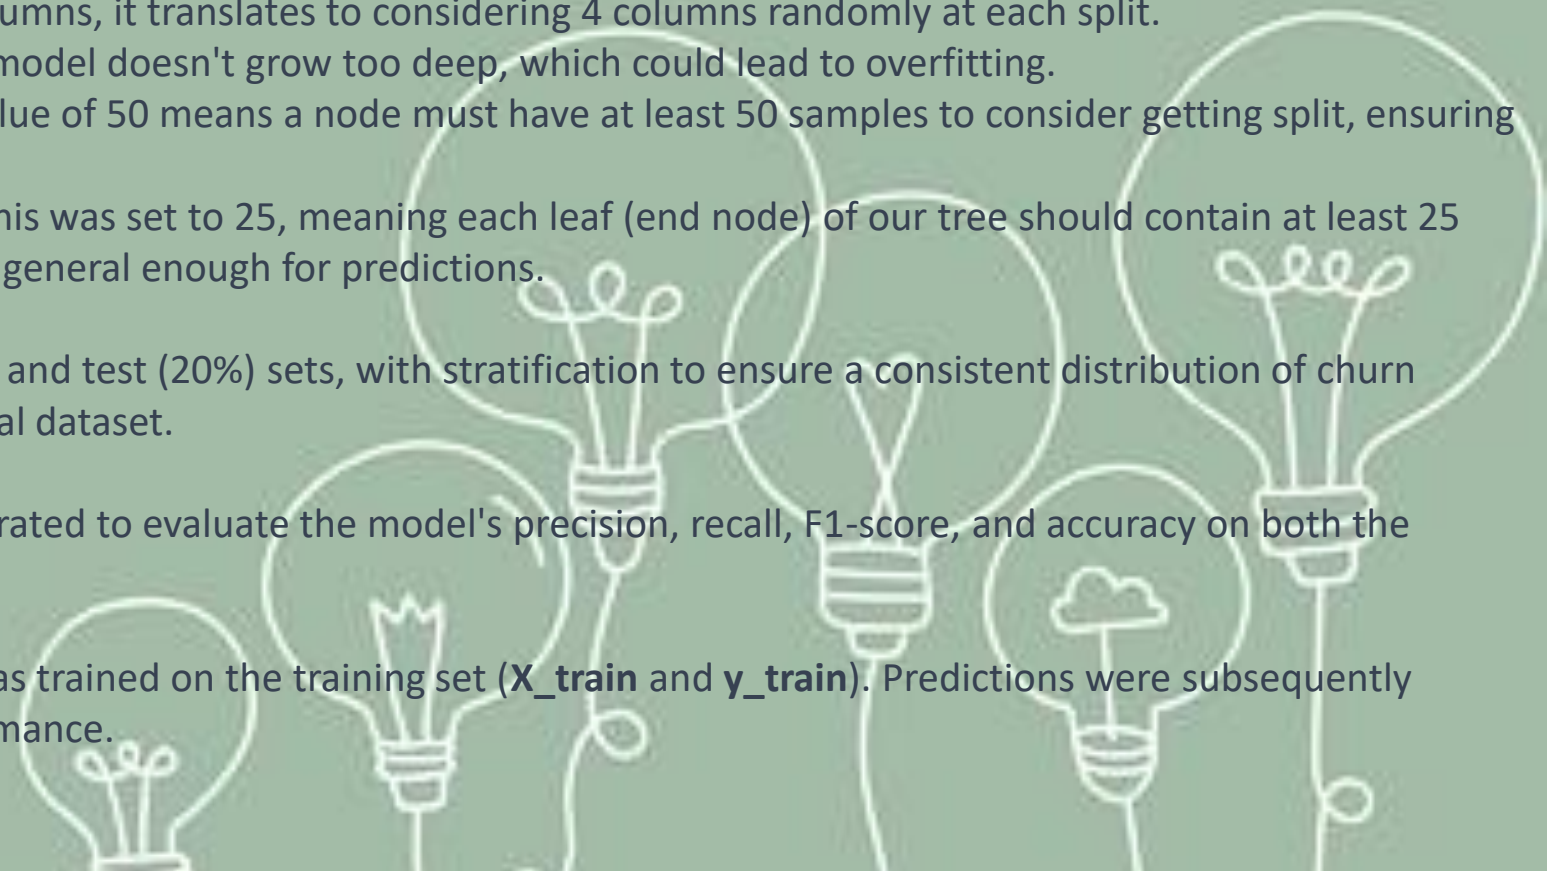 umns, it translates to considering 4 columns randomly at each split.
model doesn't grow too deep, which could lead to overfitting.
lue of 50 means a node must have at least 50 samples to consider getting split, ensuring
his was set to 25, meaning each leaf (end node) of our tree should contain at least 25
general enough for predictions.
and test (20%) sets, with stratification to ensure a consistent distribution of churn
al dataset.
rated to evaluate the model's precision, recall, F1-score, and accuracy on both the
as trained on the training set (X_train and y_train). Predictions were subsequently
mance.